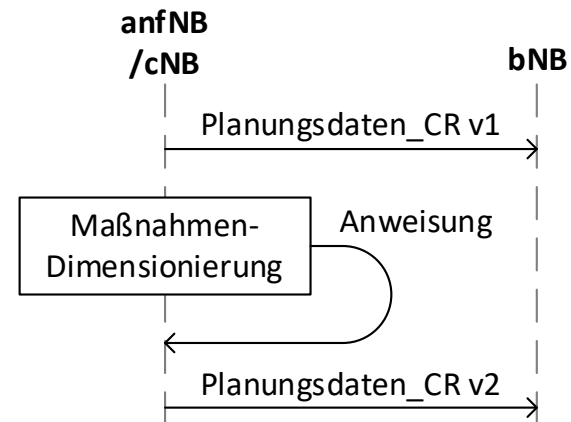 anfNB
/cNB
bNB
Planungsdaten_CR v1
Maßnahmen-
Dimensionierung
Anweisung
Planungsdaten_CR v2